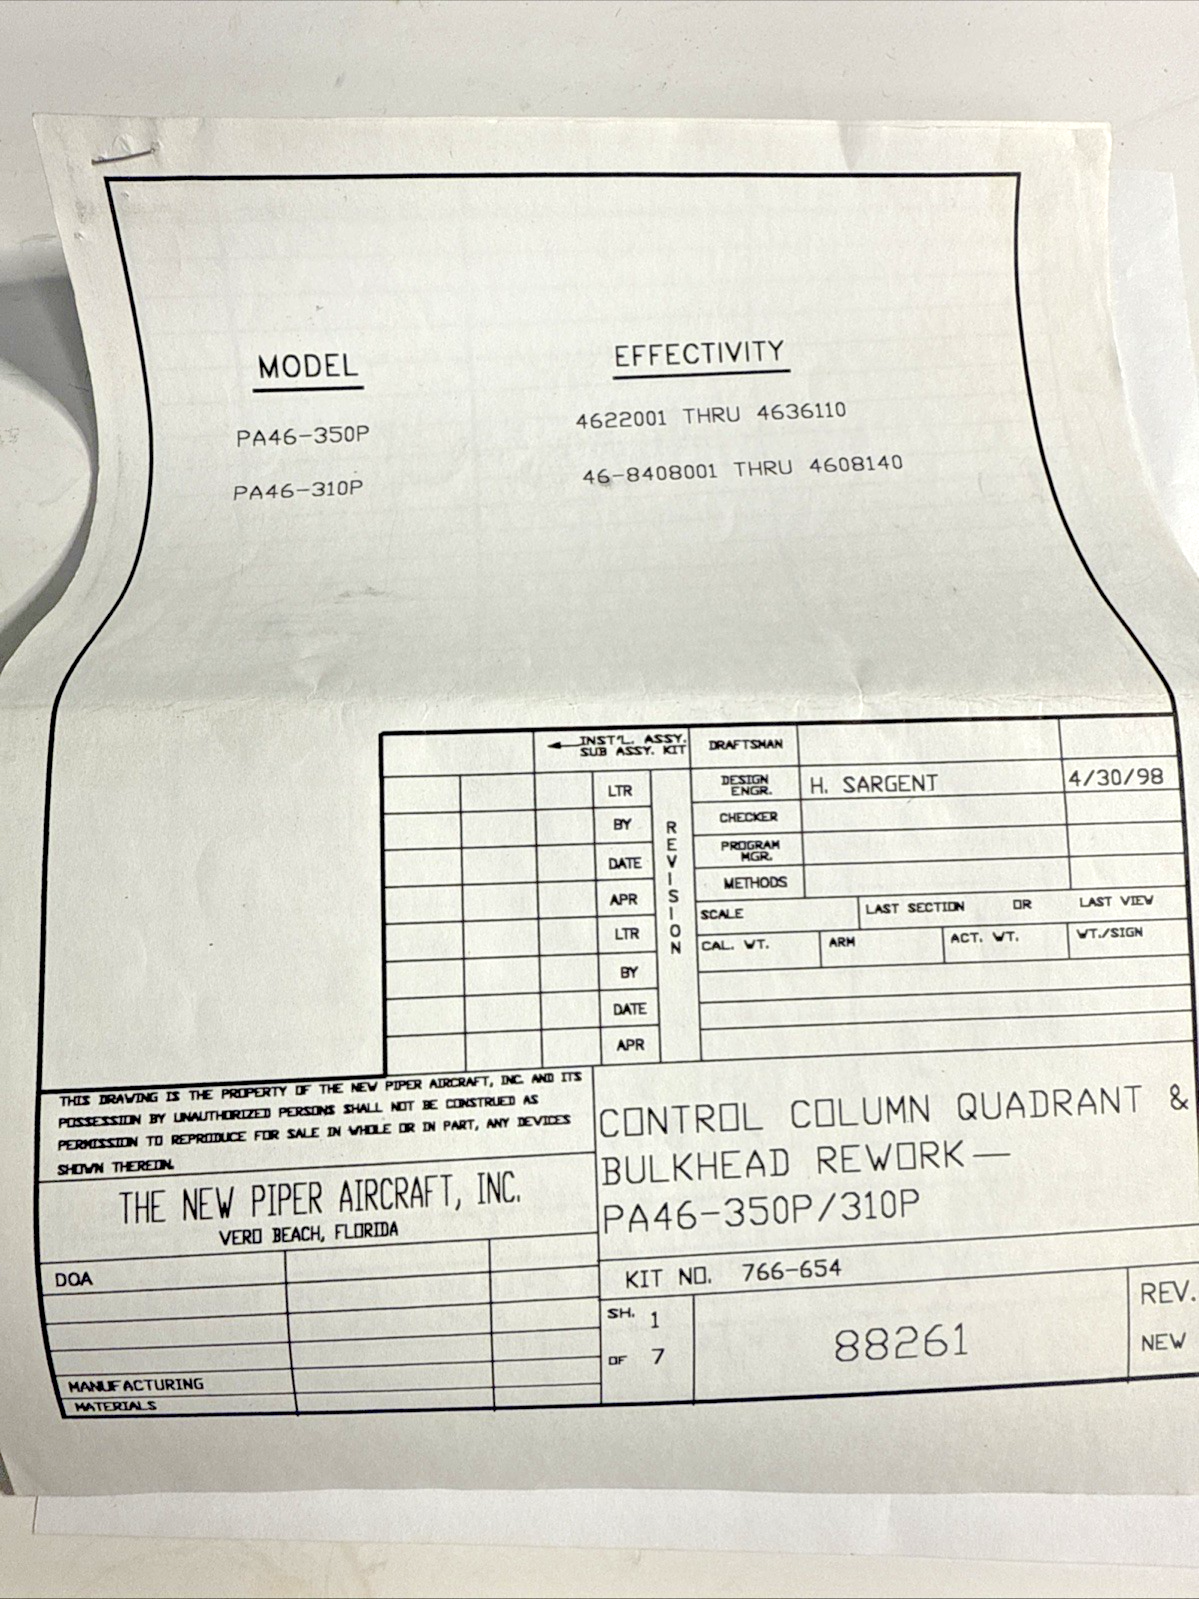 MODEL
EFFECTIVITY
PA46-350P
4622001 THRU 4636110
PA46-310P
46-8408001 THRU 4608140
INST'L. ASSY.
SUB ASSY. KIT
LTR
BY
DATE
APR
LTR
BY
DATE
APR
REVISION
DRAFTSMAN
DESIGN
ENGR.
H. SARGENT
4/30/98
CHECKER
PROGRAM
MGR.
METHODS
SCALE
LAST SECTION OR LAST VIEW
CAL. WT.
ARM
ACT. WT.
WT./SIGN
THIS DRAWING IS THE PROPERTY OF THE NEW PIPER AIRCRAFT, INC. AND ITS
POSSESSION BY UNAUTHORIZED PERSONS SHALL NOT BE CONSTRUED AS
PERMISSION TO REPRODUCE FOR SALE IN WHOLE OR IN PART, ANY DEVICES
SHOWN THEREON.
THE NEW PIPER AIRCRAFT, INC.
VERO BEACH, FLORIDA
DOA
MANUFACTURING
MATERIALS
CONTROL COLUMN QUADRANT &
BULKHEAD REWORK—
PA46-350P/310P
KIT NO. 766-654
SH. 1
OF 7
88261
REV.
NEW